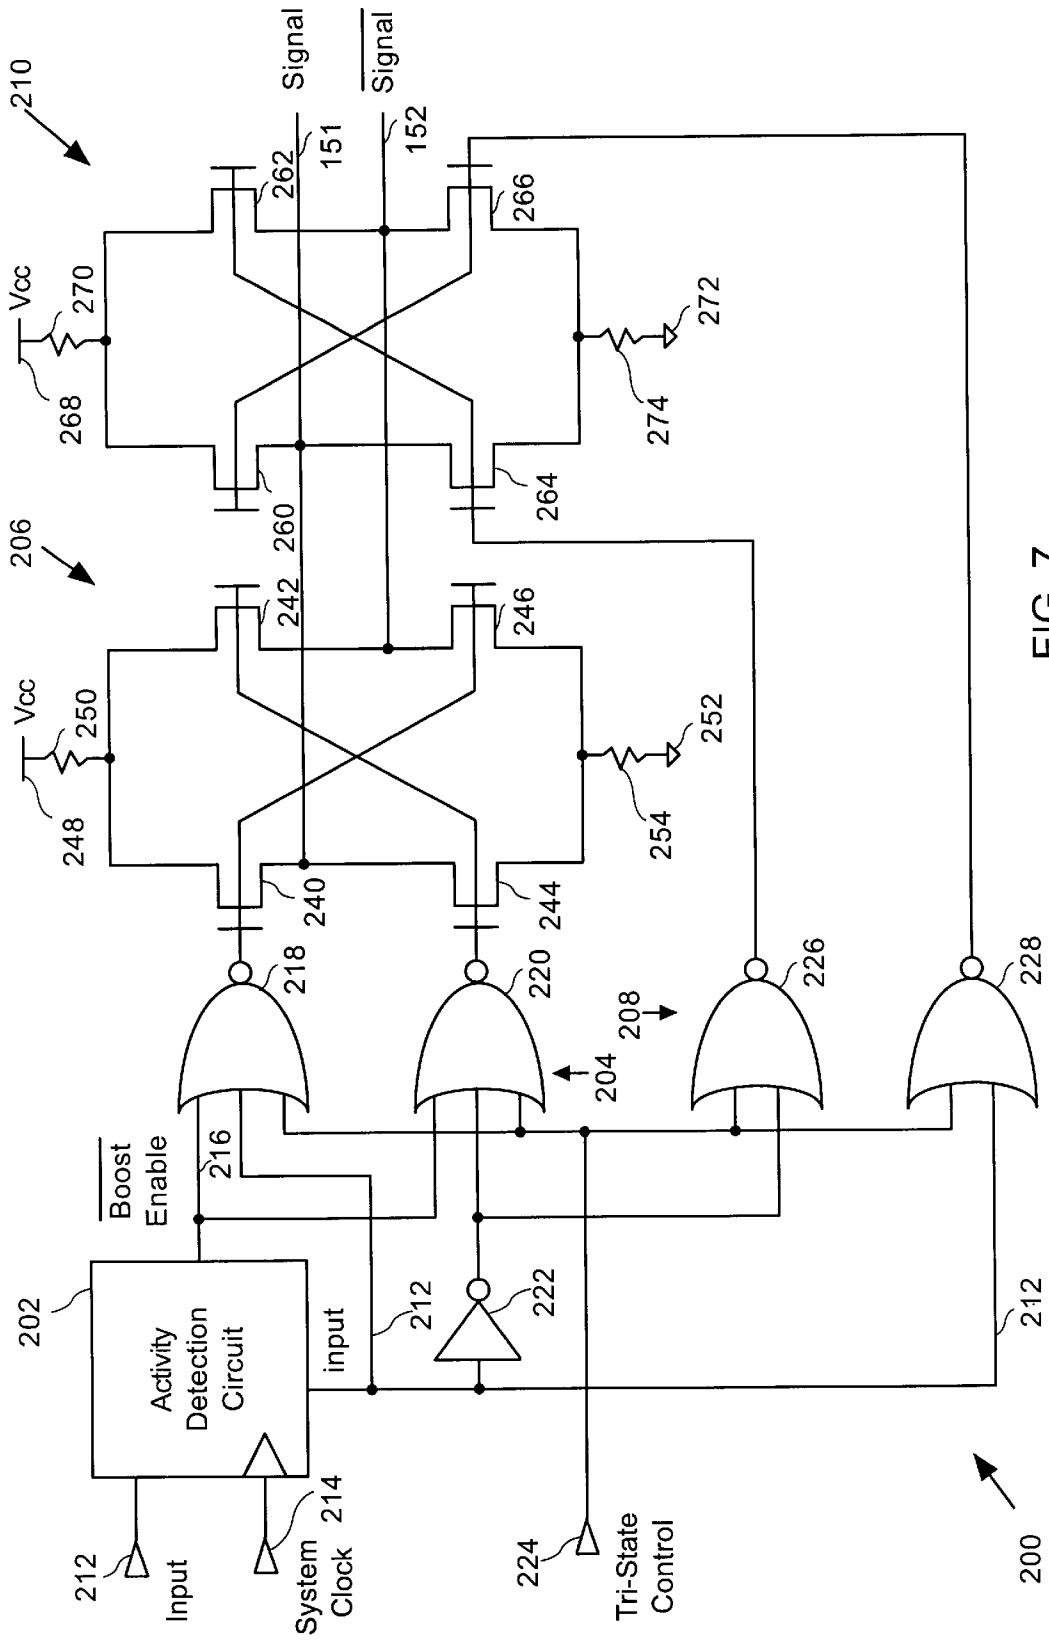 200
212
Input
System
Clock
214
202
Activity
Detection
Circuit
input
212
Boost
Enable
216
222
224
Tri-State
Control
212
218
220
204
208
226
228
206
248
Vcc
250
240
242
244
246
254
252
210
268
Vcc
270
260
262
264
266
274
272
Signal
151
Signal
152
FIG. 7